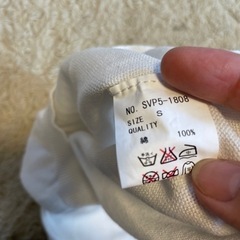 NO. SVP5-1808
SIZE S
QUALITY
綿 100%